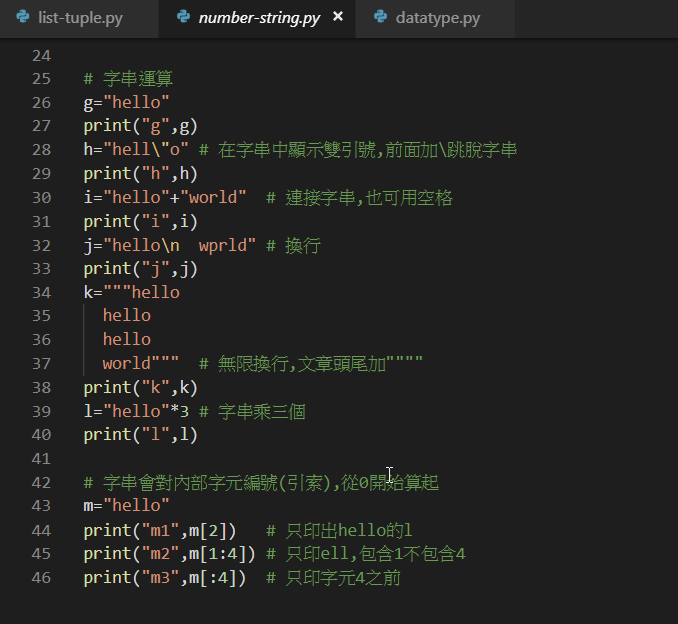 list-tuple.py number-string.py × datatype.py
24
25 # 字串運算
26 g="hello"
27 print("g",g)
28 h="hell\"o" # 在字串中顯示雙引號,前面加\跳脫字串
29 print("h",h)
30 i="hello"+"world"  # 連接字串,也可用空格
31 print("i",i)
32 j="hello\n  wprld" # 換行
33 print("j",j)
34 k="""hello
35   hello
36   hello
37   world"""  # 無限換行,文章頭尾加""""
38 print("k",k)
39 l="hello"*3 # 字串乘三個
40 print("l",l)
41
42 # 字串會對內部字元編號(引索),從0開始算起
43 m="hello"
44 print("m1",m[2])   # 只印出hello的l
45 print("m2",m[1:4]) # 只印ell,包含1不包含4
46 print("m3",m[:4])  # 只印字元4之前